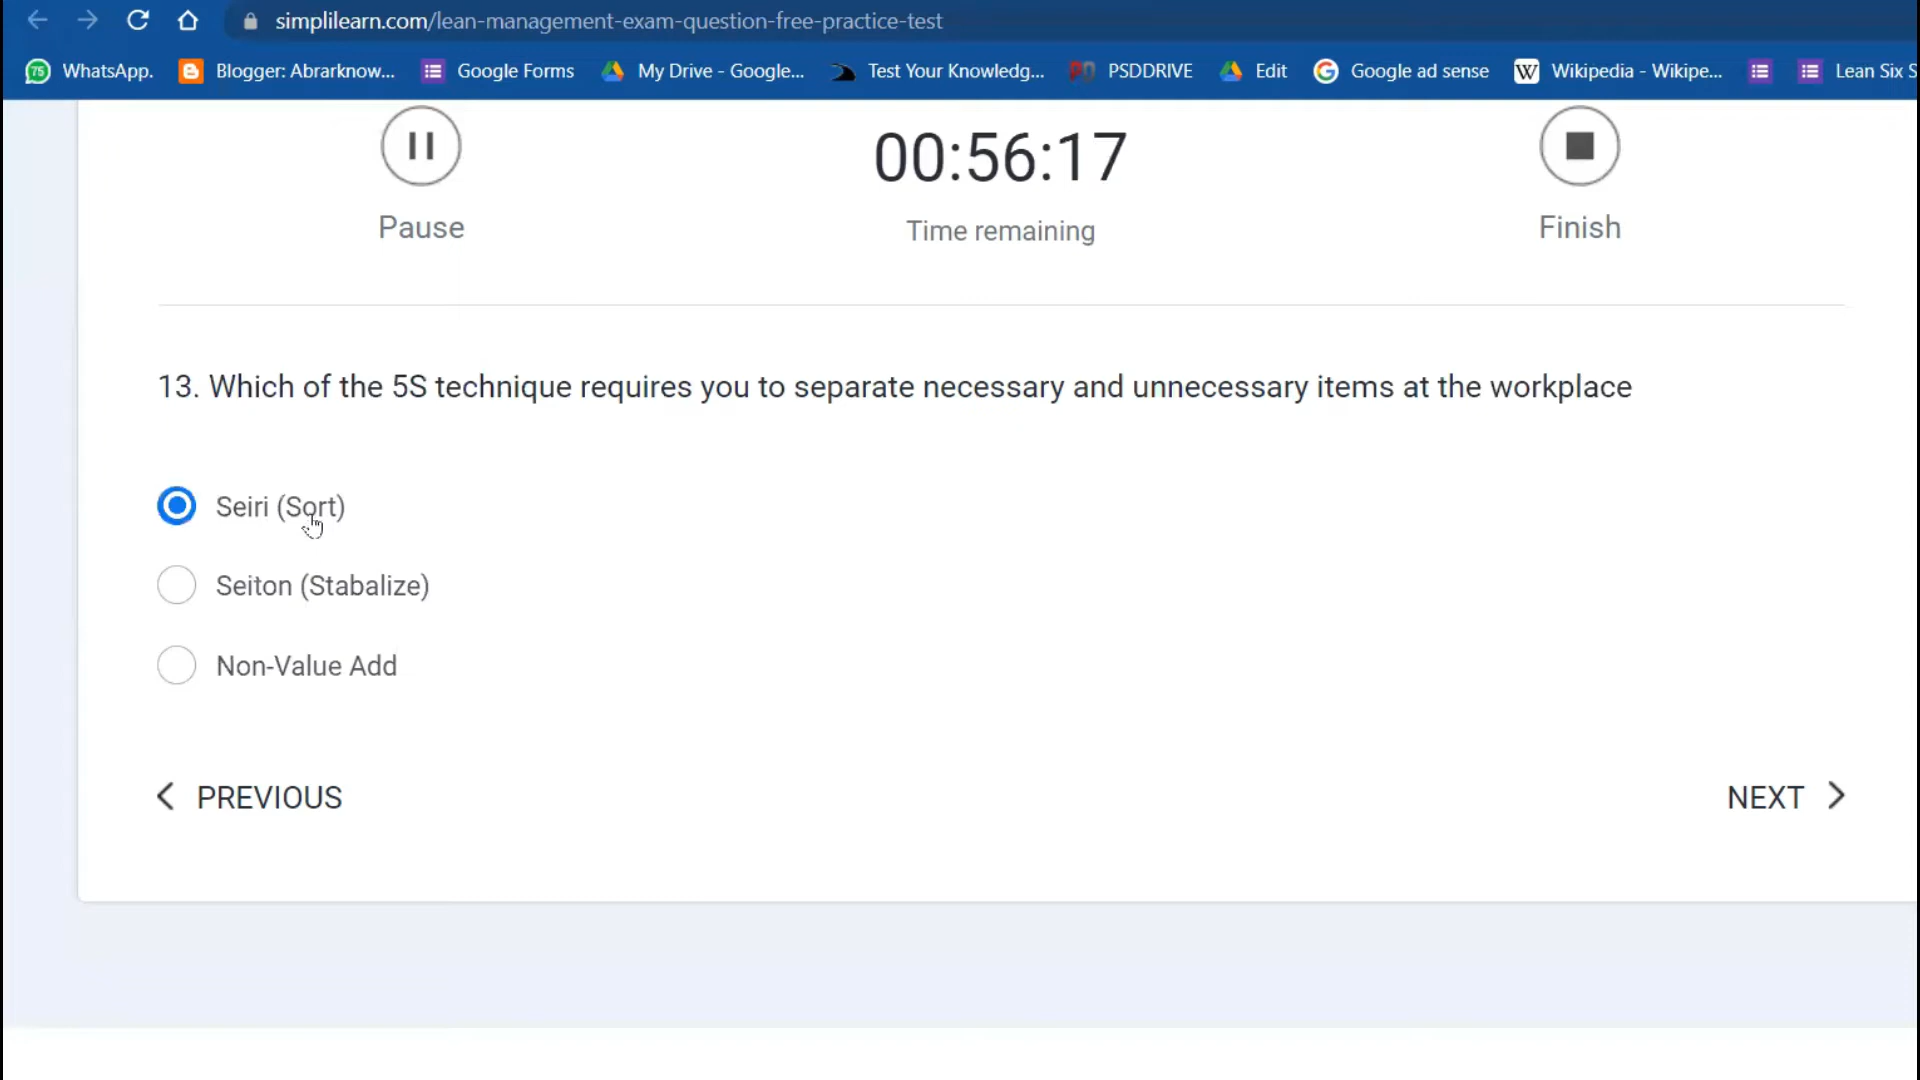 simplilearn.com/lean-management-exam-question-free-practice-test
75 WhatsApp. Blogger: Abrarknow... Google Forms My Drive - Google... Test Your Knowledg... PSDDRIVE Edit Google ad sense W Wikipedia - Wikipe... Lean Six S
00:56:17
Pause Time remaining Finish
13. Which of the 5S technique requires you to separate necessary and unnecessary items at the workplace
Seiri (Sort)
Seiton (Stabalize)
Non-Value Add
PREVIOUS NEXT